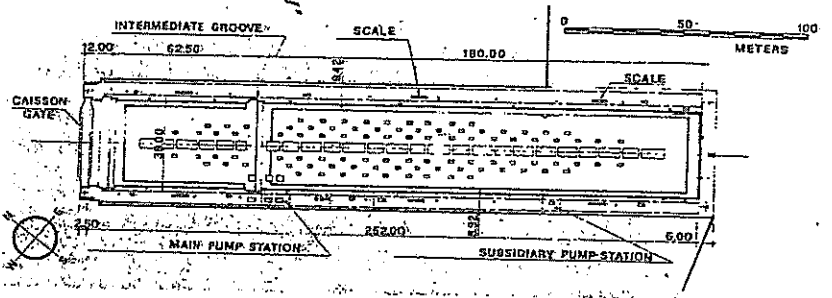 INTERMEDIATE GROOVE
SCALE
0 50 100
METERS
2.00 62.50 180.00
SCALE
CAISSON GATE
2.50 252.00 6.00
MAIN PUMP STATION
SUBSIDIARY PUMP STATION